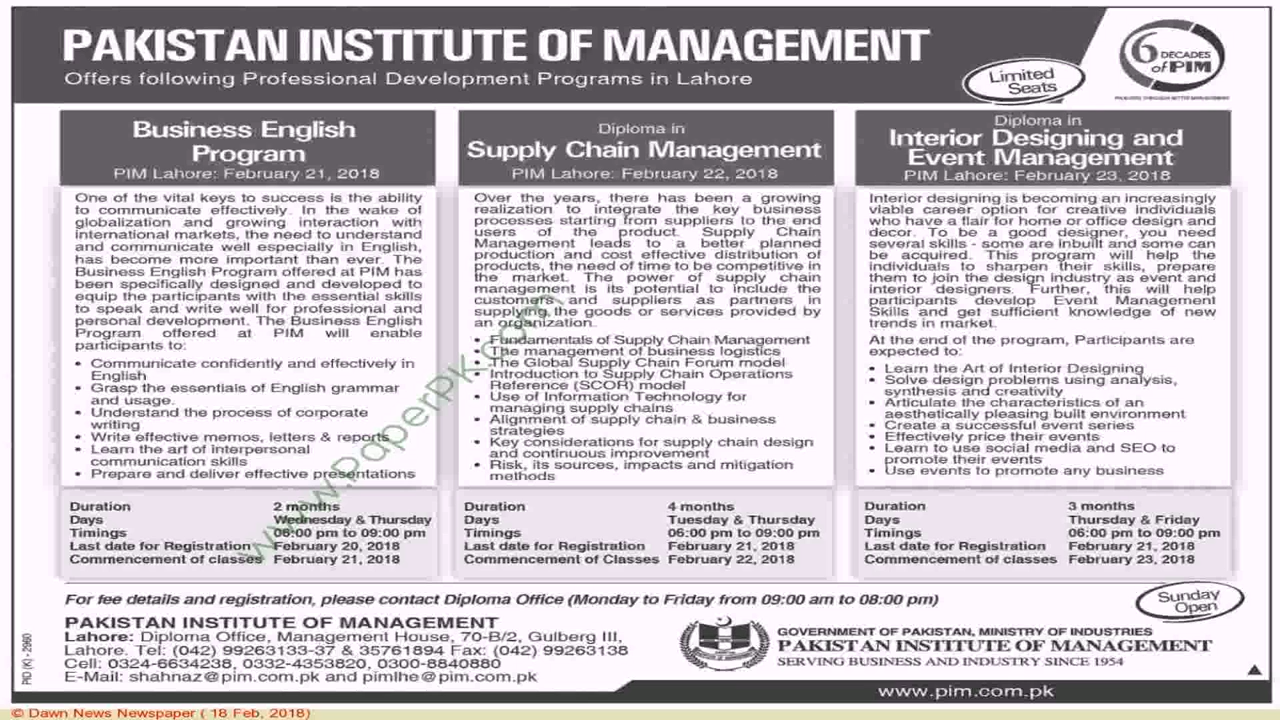 PAKISTAN INSTITUTE OF MANAGEMENT
Offers following Professional Development Programs in Lahore
Limited
Seats
6 DECADES
of PIM
Business English
Program
PIM Lahore: February 21, 2018
One of the vital keys to success is the ability
to communicate effectively. In the wake of
globalization and growing interaction with
international markets, the need to understand
and communicate well especially in English,
has become more important than ever. The
Business English Program offered at PIM has
been specifically designed and developed to
equip the participants with the essential skills
to speak and write well for professional and
personal development. The Business English
Program offered at PIM will enable
participants to:
• Communicate confidently and effectively in
English
• Grasp the essentials of English grammar
and usage.
• Understand the process of corporate
writing
• Write effective memos, letters & reports
• Learn the art of interpersonal
communication skills
• Prepare and deliver effective presentations
Duration 2 months
Days Wednesday & Thursday
Timings 06:00 pm to 09:00 pm
Last date for Registration February 20, 2018
Commencement of classes February 21, 2018
Diploma in
Supply Chain Management
PIM Lahore: February 22, 2018
Over the years, there has been a growing
realization to integrate the key business
processes starting from suppliers to the end
users of the product. Supply Chain
Management leads to a better planned
production and cost effective distribution of
products, the need of time to be competitive in
the market. The power of supply chain
management is its potential to include the
customers and suppliers as partners in
supplying the goods or services provided by
an organization.
• Fundamentals of Supply Chain Management
• The management of business logistics
• The Global Supply Chain Forum model
• Introduction to Supply Chain Operations
Reference (SCOR) model
• Use of Information Technology for
managing supply chains
• Alignment of supply chain & business
strategies
• Key considerations for supply chain design
and continuous improvement
• Risk, its sources, impacts and mitigation
methods
Duration 4 months
Days Tuesday & Thursday
Timings 06:00 pm to 09:00 pm
Last date for Registration February 21, 2018
Commencement of Classes February 22, 2018
Diploma in
Interior Designing and
Event Management
PIM Lahore: February 23, 2018
Interior designing is becoming an increasingly
viable career option for creative individuals
who have a flair for home or office design and
decor. To be a good designer, you need
several skills - some are inbuilt and some can
be acquired. This program will help the
individuals to sharpen their skills, prepare
them to join the design industry as event and
interior designers. Further, this will help
participants develop Event Management
Skills and get sufficient knowledge of new
trends in market.
At the end of the program, Participants are
expected to:
• Learn the Art of Interior Designing
• Solve design problems using analysis,
synthesis and creativity
• Articulate the characteristics of an
aesthetically pleasing built environment
• Create a successful event series
• Effectively price their events
• Learn to use social media and SEO to
promote their events
• Use events to promote any business
Duration 3 months
Days Thursday & Friday
Timings 06:00 pm to 09:00 pm
Last date for Registration February 21, 2018
Commencement of classes February 23, 2018
www.PaperPK.com
For fee details and registration, please contact Diploma Office (Monday to Friday from 09:00 am to 08:00 pm)
Sunday
Open
PAKISTAN INSTITUTE OF MANAGEMENT
Lahore: Diploma Office, Management House, 70-B/2, Gulberg III,
Lahore. Tel: (042) 99263133-37 & 35761894 Fax: (042) 99263138
Cell: 0324-6634238, 0332-4353820, 0300-8840880
E-Mail: shahnaz@pim.com.pk and pimlhe@pim.com.pk
PID (K) - 2960
GOVERNMENT OF PAKISTAN, MINISTRY OF INDUSTRIES
PAKISTAN INSTITUTE OF MANAGEMENT
SERVING BUSINESS AND INDUSTRY SINCE 1954
www.pim.com.pk
© Dawn News Newspaper ( 18 Feb, 2018)